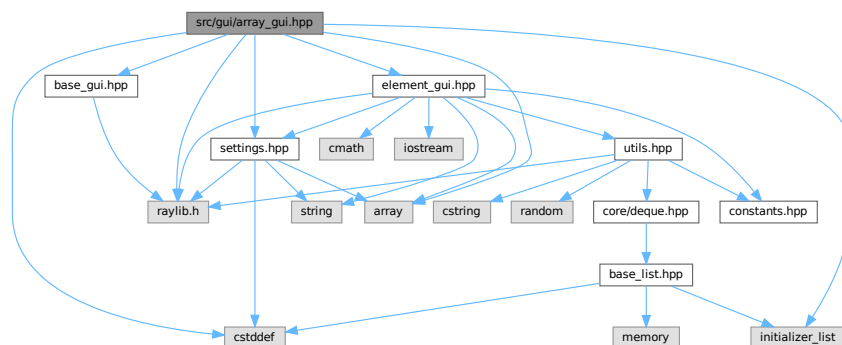 src/gui/array_gui.hpp
base_gui.hpp
element_gui.hpp
settings.hpp
cmath
iostream
utils.hpp
raylib.h
string
array
cstring
random
core/deque.hpp
constants.hpp
base_list.hpp
cstddef
memory
initializer_list